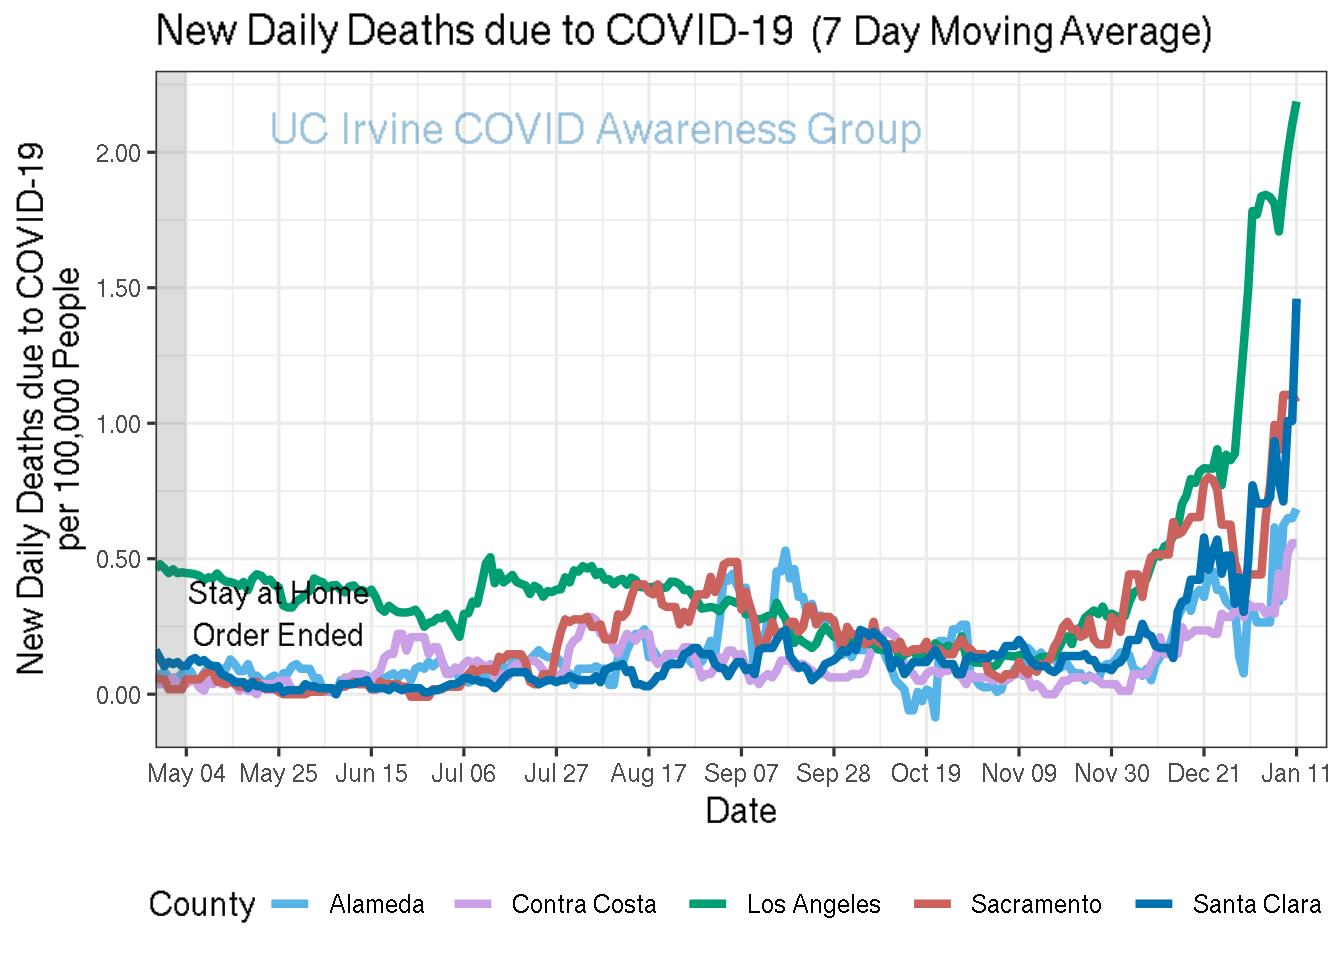 New Daily Deaths due to COVID-19 (7 Day Moving Average)
UC Irvine COVID Awareness Group
New Daily Deaths due to COVID-19
per 100,000 People
2.00
1.50
1.00
0.50
0.00
Stay at Home
Order Ended
May 04 May 25 Jun 15 Jul 06 Jul 27 Aug 17 Sep 07 Sep 28 Oct 19 Nov 09 Nov 30 Dec 21 Jan 11
Date
County Alameda Contra Costa Los Angeles Sacramento Santa Clara